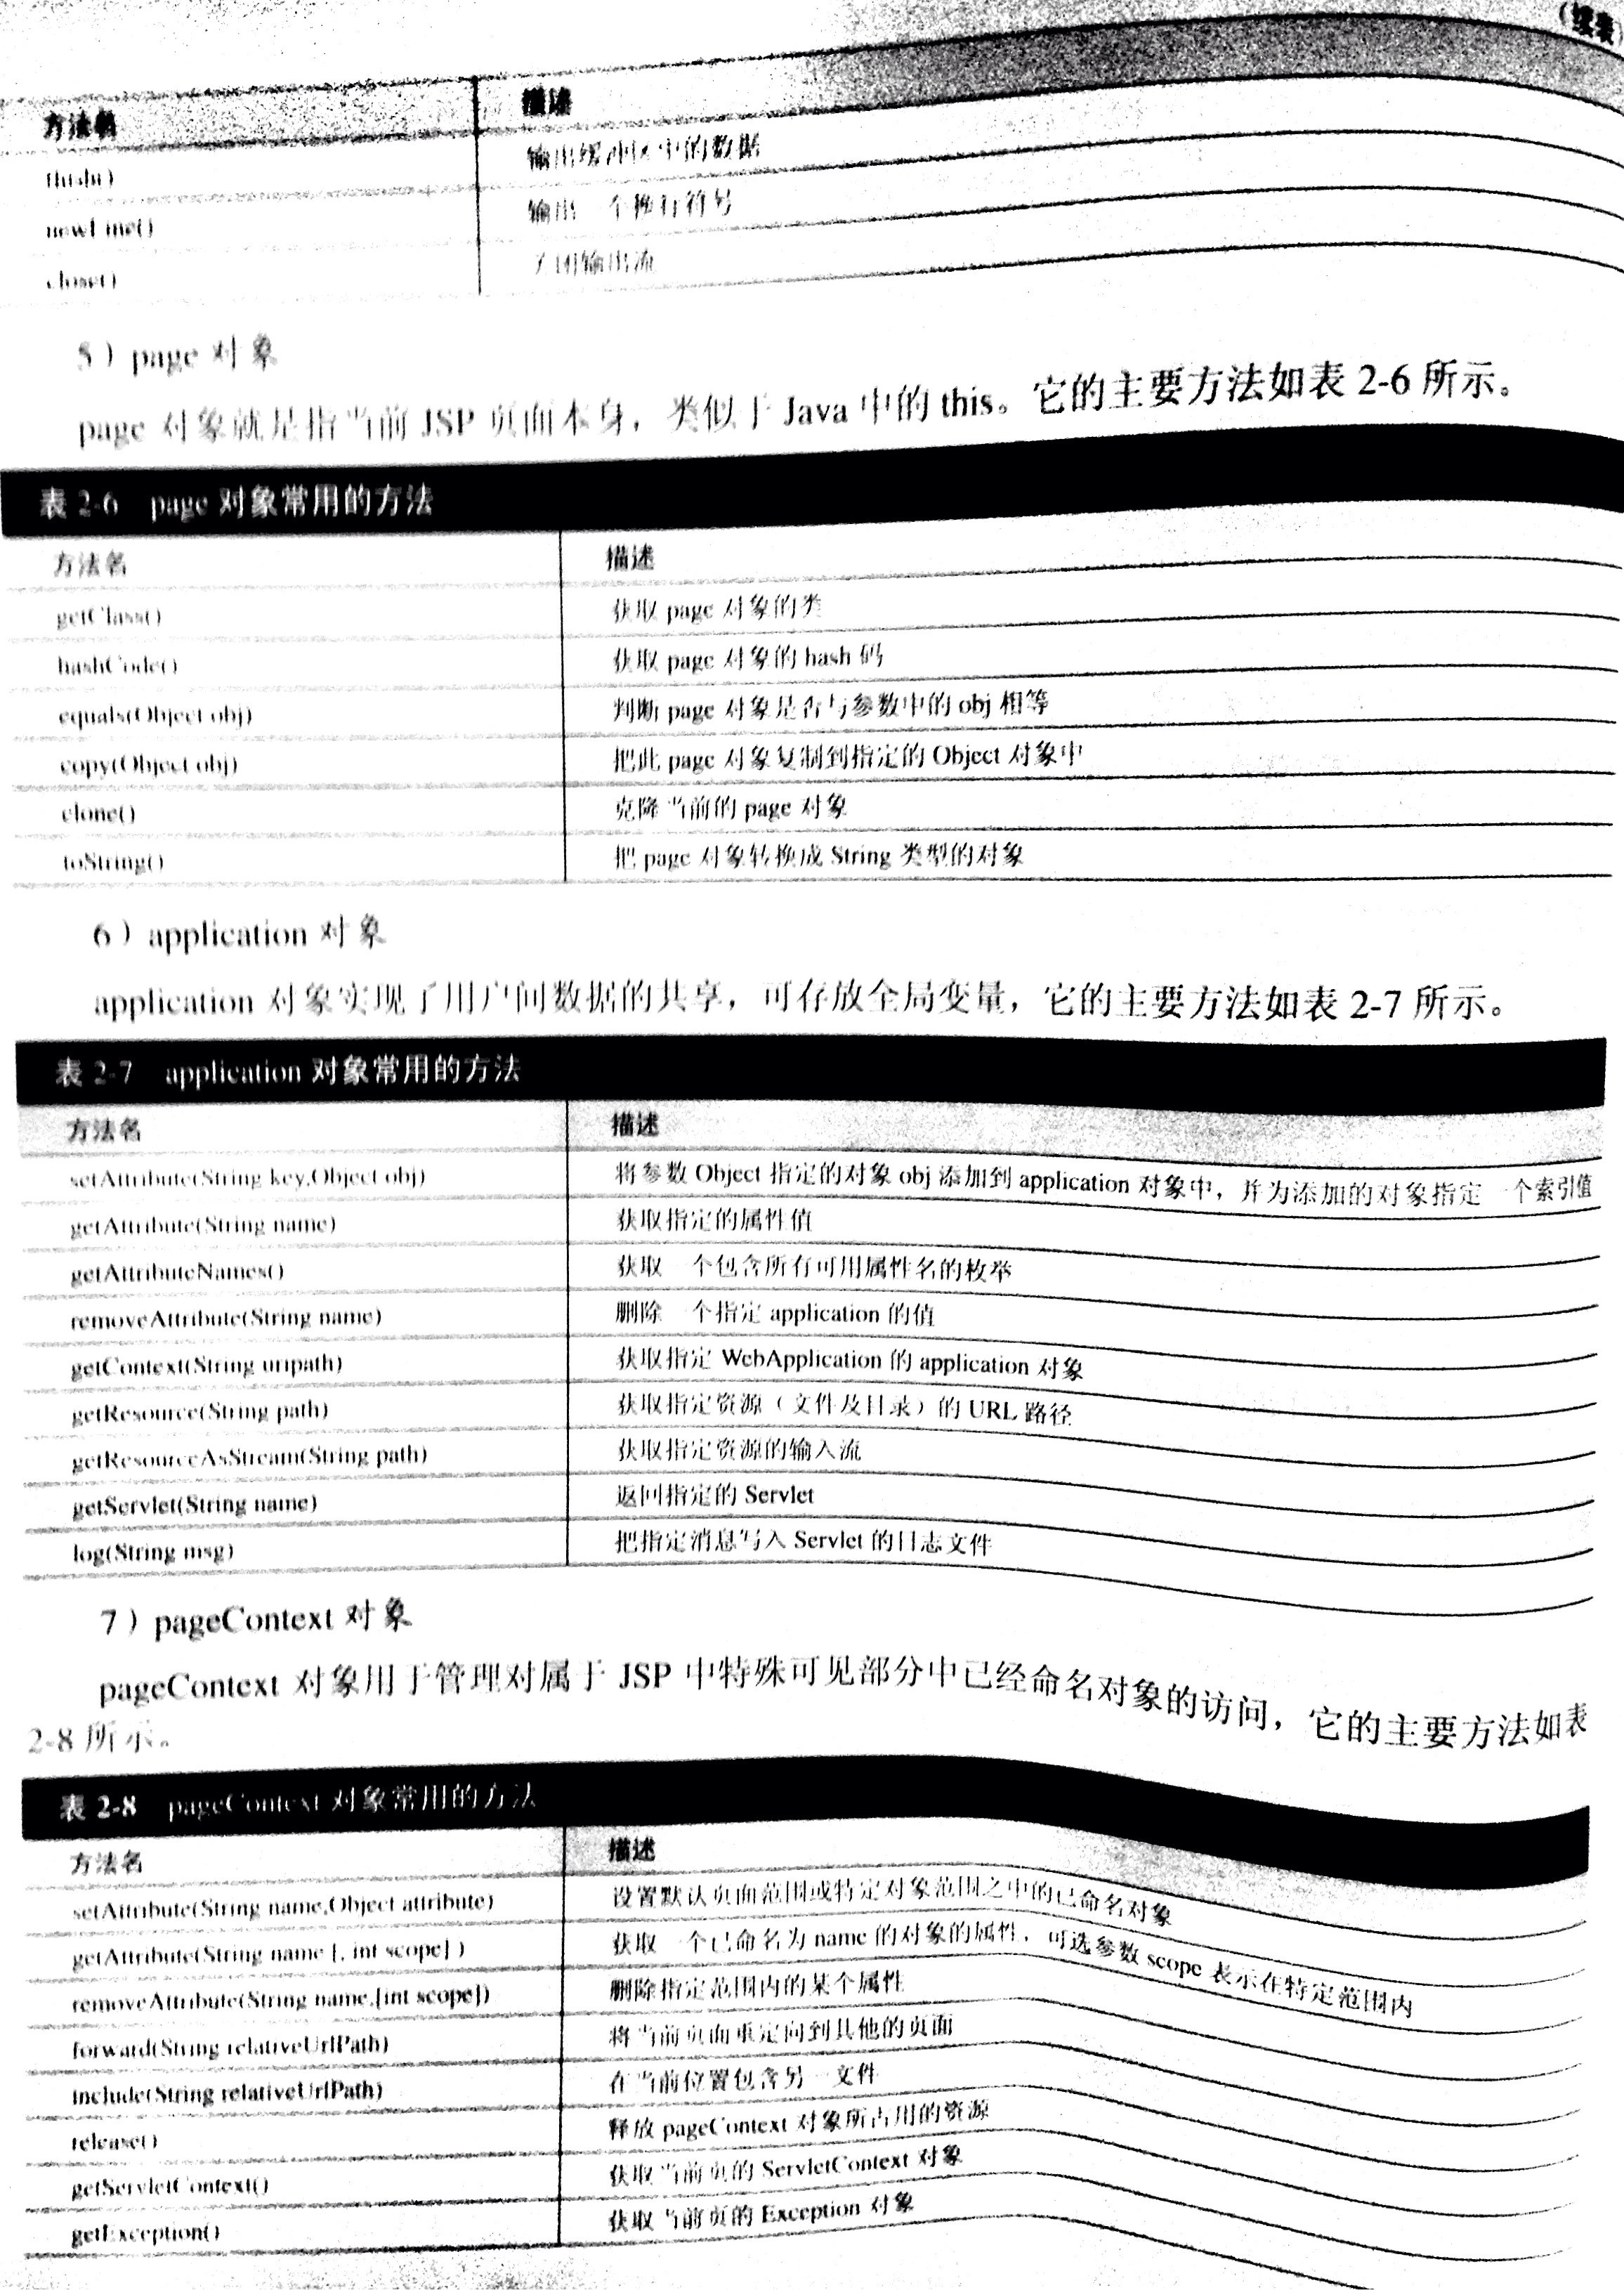 （续表）
方法名 描述
flush() 输出缓冲区中的数据
newLine() 输出一个换行符号
close() 关闭输出流
5）page 对象
page 对象就是指当前 JSP 页面本身，类似于 Java 中的 this。它的主要方法如表 2-6 所示。
表 2-6 page 对象常用的方法
方法名 描述
getClass() 获取 page 对象的类
hashCode() 获取 page 对象的 hash 码
equals(Object obj) 判断 page 对象是否与参数中的 obj 相等
copy(Object obj) 把此 page 对象复制到指定的 Object 对象中
clone() 克隆当前的 page 对象
toString() 把 page 对象转换成 String 类型的对象
6）application 对象
application 对象实现了用户间数据的共享，可存放全局变量，它的主要方法如表 2-7 所示。
表 2-7 application 对象常用的方法
方法名 描述
setAttribute(String key,Object obj) 将参数 Object 指定的对象 obj 添加到 application 对象中，并为添加的对象指定一个索引值
getAttribute(String name) 获取指定的属性值
getAttributeNames() 获取一个包含所有可用属性名的枚举
removeAttribute(String name) 删除一个指定 application 的值
getContext(String uripath) 获取指定 WebApplication 的 application 对象
getResource(String path) 获取指定资源（文件及目录）的 URL 路径
getResourceAsStream(String path) 获取指定资源的输入流
getServlet(String name) 返回指定的 Servlet
log(String msg) 把指定消息写入 Servlet 的日志文件
7）pageContext 对象
pageContext 对象用于管理对属于 JSP 中特殊可见部分中已经命名对象的访问，它的主要方法如表
2-8 所示。
表 2-8 pageContext 对象常用的方法
方法名 描述
setAttribute(String name,Object attribute) 设置默认页面范围或特定对象范围之中的已命名对象
getAttribute(String name [, int scope] ) 获取一个已命名为 name 的对象的属性，可选参数 scope 表示在特定范围内
removeAttribute(String name,[int scope]) 删除指定范围内的某个属性
forward(String relativeUrlPath) 将当前页面重定向到其他的页面
include(String relativeUrlPath) 在当前位置包含另一文件
release() 释放 pageContext 对象所占用的资源
getServletContext() 获取当前页的 ServletContext 对象
getException() 获取当前页的 Exception 对象